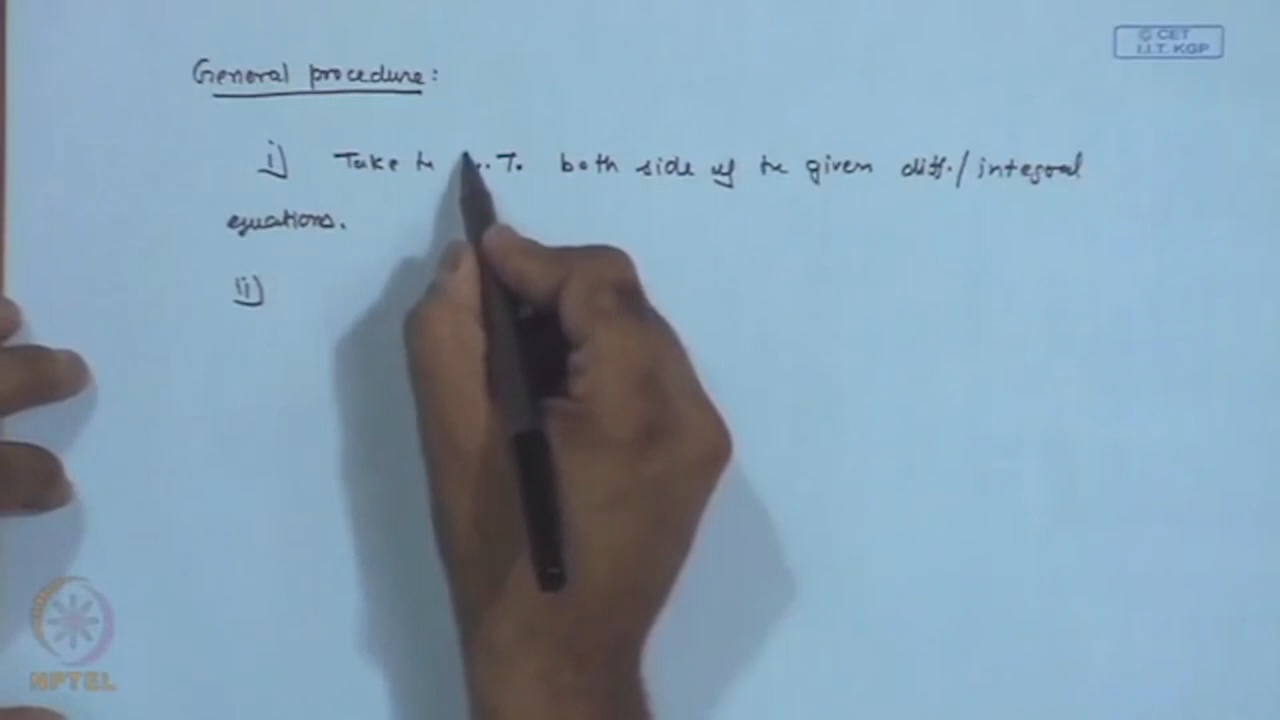 © CET
I.I.T. KGP
General procedure:
i) Take the .T. both side of the given diff./integral
equations.
ii)
NPTEL